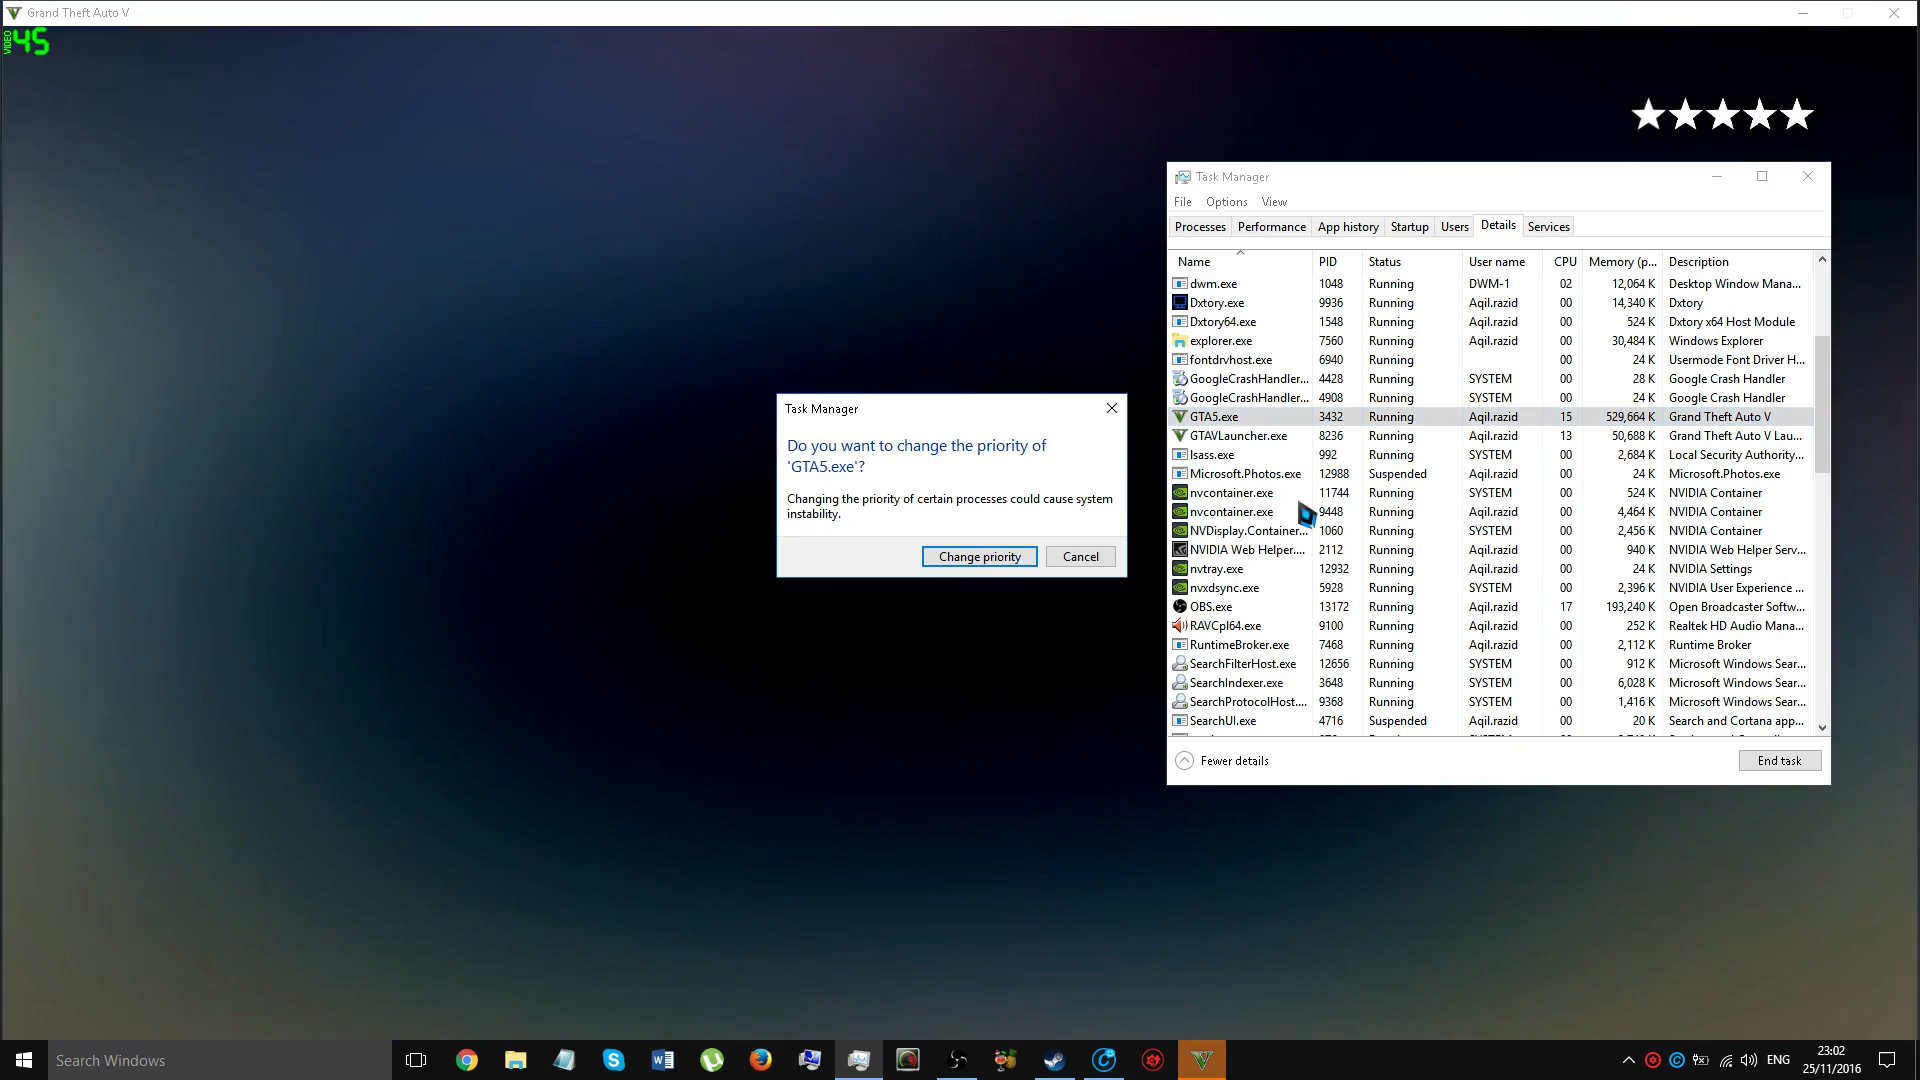 Grand Theft Auto V
VIDEO 45
Task Manager
File Options View
Processes Performance App history Startup Users Details Services
Name PID Status User name CPU Memory (p... Description
dwm.exe 1048 Running DWM-1 02 12,064 K Desktop Window Mana...
Dxtory.exe 9936 Running Aqil.razid 00 14,340 K Dxtory
Dxtory64.exe 1548 Running Aqil.razid 00 524 K Dxtory x64 Host Module
explorer.exe 7560 Running Aqil.razid 00 30,484 K Windows Explorer
fontdrvhost.exe 6940 Running 00 24 K Usermode Font Driver H...
GoogleCrashHandler... 4428 Running SYSTEM 00 28 K Google Crash Handler
GoogleCrashHandler... 4908 Running SYSTEM 00 24 K Google Crash Handler
GTA5.exe 3432 Running Aqil.razid 15 529,664 K Grand Theft Auto V
GTAVLauncher.exe 8236 Running Aqil.razid 13 50,688 K Grand Theft Auto V Lau...
lsass.exe 992 Running SYSTEM 00 2,684 K Local Security Authority...
Microsoft.Photos.exe 12988 Suspended Aqil.razid 00 24 K Microsoft.Photos.exe
nvcontainer.exe 11744 Running SYSTEM 00 524 K NVIDIA Container
nvcontainer.exe 9448 Running Aqil.razid 00 4,464 K NVIDIA Container
NVDisplay.Container... 1060 Running SYSTEM 00 2,456 K NVIDIA Container
NVIDIA Web Helper.... 2112 Running Aqil.razid 00 940 K NVIDIA Web Helper Serv...
nvtray.exe 12932 Running Aqil.razid 00 24 K NVIDIA Settings
nvxdsync.exe 5928 Running SYSTEM 00 2,396 K NVIDIA User Experience ...
OBS.exe 13172 Running Aqil.razid 17 193,240 K Open Broadcaster Softw...
RAVCpl64.exe 9100 Running Aqil.razid 00 252 K Realtek HD Audio Mana...
RuntimeBroker.exe 7468 Running Aqil.razid 00 2,112 K Runtime Broker
SearchFilterHost.exe 12656 Running SYSTEM 00 912 K Microsoft Windows Sear...
SearchIndexer.exe 3648 Running SYSTEM 00 6,028 K Microsoft Windows Sear...
SearchProtocolHost.... 9368 Running SYSTEM 00 1,416 K Microsoft Windows Sear...
SearchUI.exe 4716 Suspended Aqil.razid 00 20 K Search and Cortana app...
Fewer details End task
Task Manager
Do you want to change the priority of
'GTA5.exe'?
Changing the priority of certain processes could cause system
instability.
Change priority Cancel
Search Windows
ENG
23:02
25/11/2016